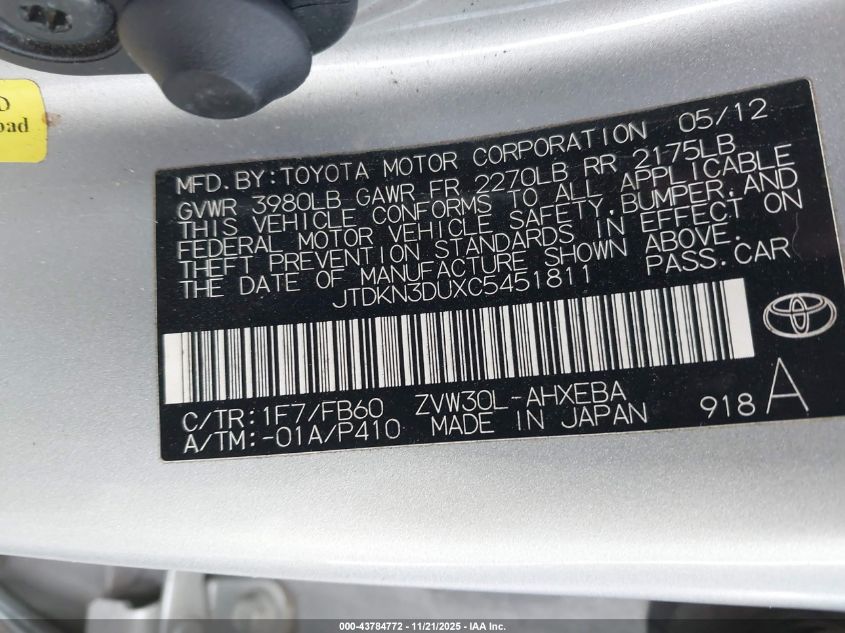 D
oad
MFD. BY: TOYOTA MOTOR CORPORATION 05/12
GVWR 3980LB GAWR FR 2270LB RR 2175LB
THIS VEHICLE CONFORMS TO ALL APPLICABLE
FEDERAL MOTOR VEHICLE SAFETY, BUMPER, AND
THEFT PREVENTION STANDARDS IN EFFECT ON
THE DATE OF MANUFACTURE SHOWN ABOVE.
JTDKN3DUXC5451811 PASS. CAR
C/TR: 1F7/FB60 ZVW30L-AHXEBA
A/TM: -01A/P410 MADE IN JAPAN 918 A
000-43784772 — 11/21/2025 — IAA Inc.